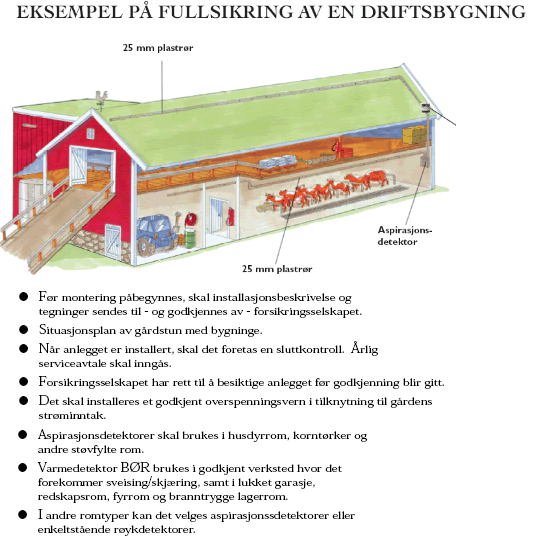 EKSEMPEL PÅ FULLSIKRING AV EN DRIFTSBYGNING
25 mm plastrør
Aspirasjons-
detektor
25 mm plastrør
● Før montering påbegynnes, skal installasjonsbeskrivelse og
tegninger sendes til - og godkjennes av - forsikringsselskapet.
● Situasjonsplan av gårdstun med bygninge.
● Når anlegget er installert, skal det foretas en sluttkontroll. Årlig
serviceavtale skal inngås.
● Forsikringsselskapet har rett til å besiktige anlegget før godkjenning blir gitt.
● Det skal installeres et godkjent overspenningsvern i tilknytning til gårdens
strøminntak.
● Aspirasjonsdetektorer skal brukes i husdyrrom, korntørker og
andre støvfylte rom.
● Varmedetektor BØR brukes i godkjent verksted hvor det
forekommer sveising/skjæring, samt i lukket garasje,
redskapsrom, fyrrom og branntrygge lagerrom.
● I andre romtyper kan det velges aspirasjonssdetektorer eller
enkeltstående røykdetektorer.